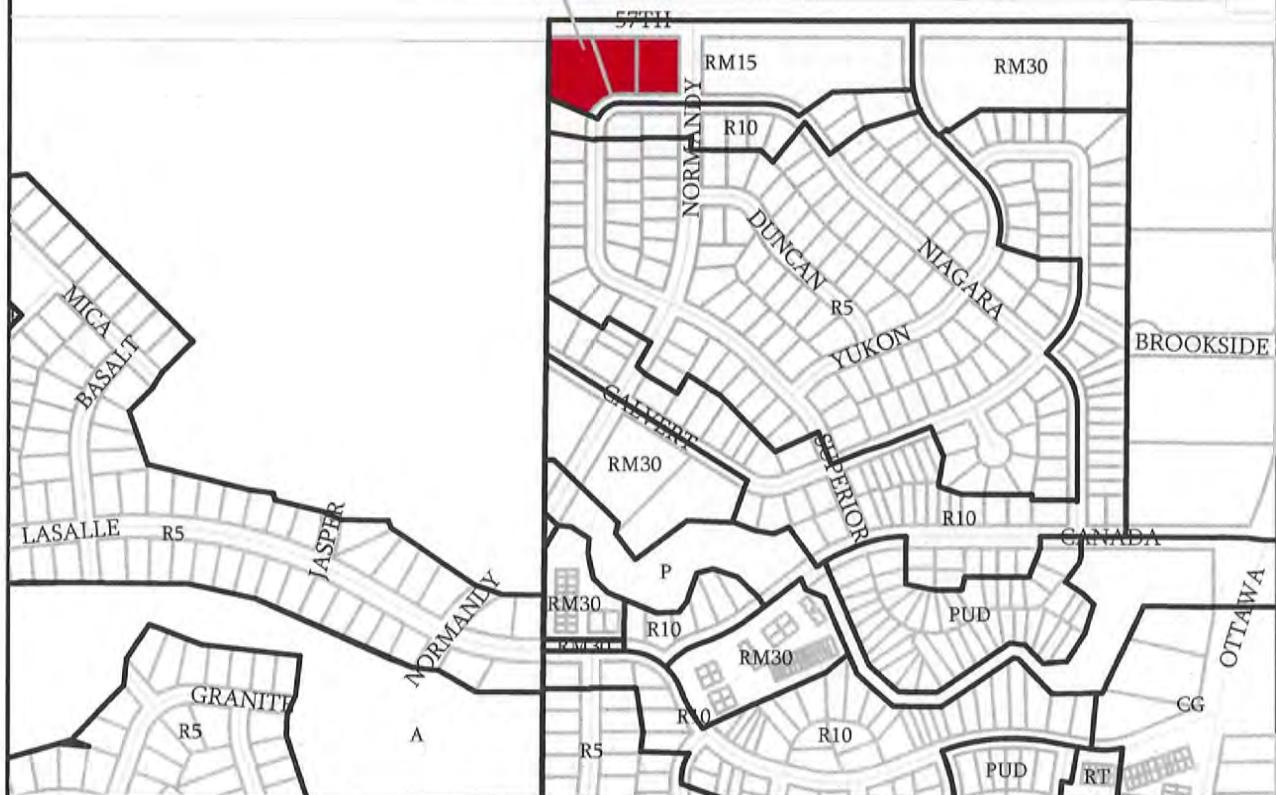 57TH
RM15
RM30
NORMANDY
R10
DUNCAN
NIAGARA
R5
YUKON
BROOKSIDE
MICA
BASALT
CALVERT
RM30
SUPERIOR
R10
CANADA
LASALLE
R5
JASPER
NORMANDY
P
RM30
R10
RM30
PUD
OTTAWA
RM30
GRANITE
R5
A
R10
R5
R10
CG
PUD
RT